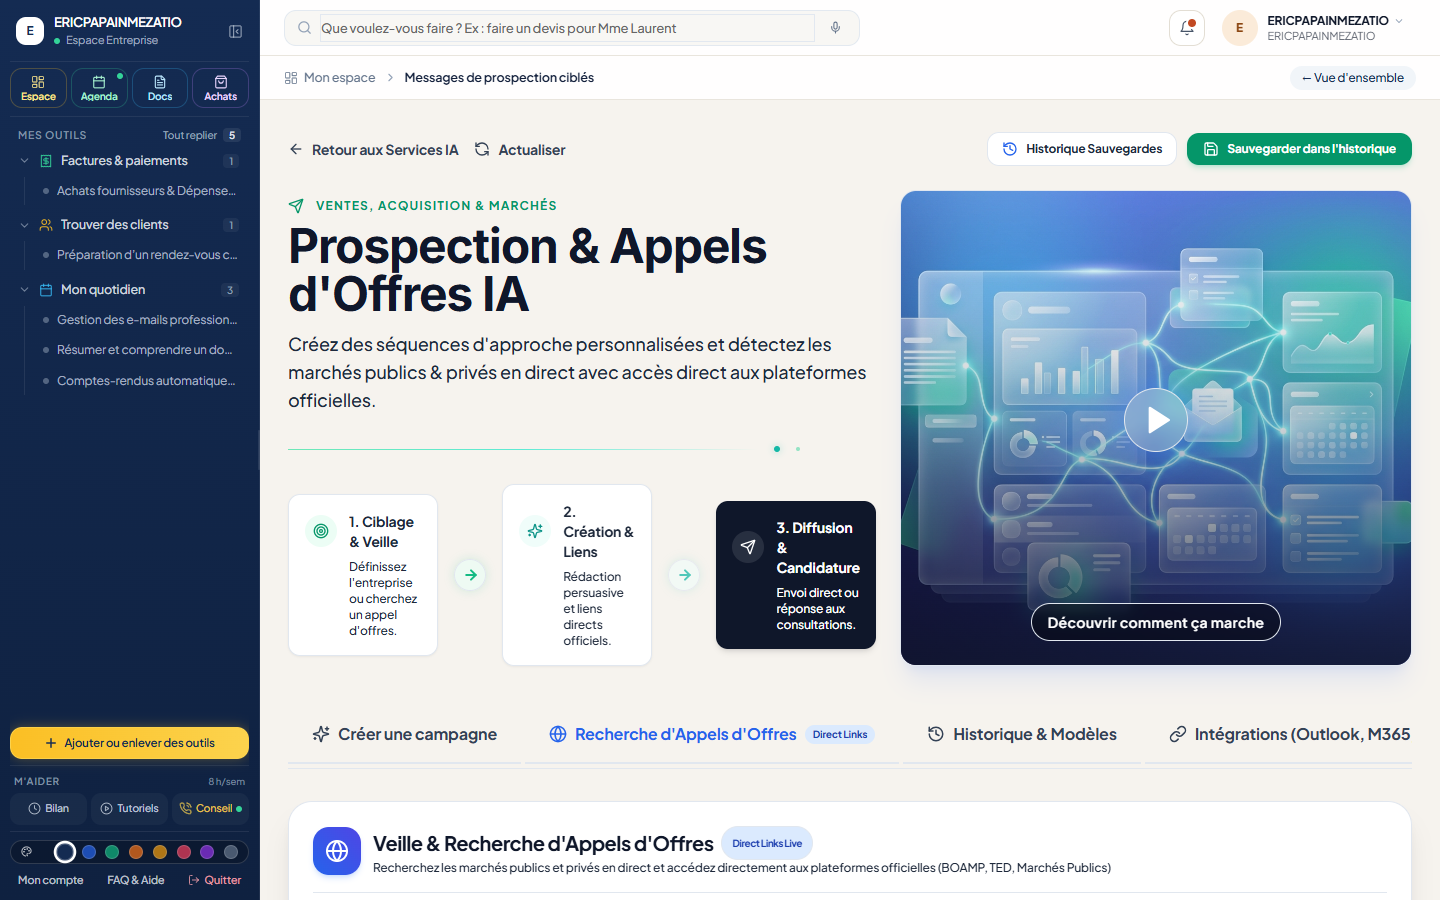 E
ERICPAPAINMEZATIO
Espace Entreprise
Espace
Agenda
Docs
Achats
MES OUTILS
Tout replier 5
Factures & paiements 1
Achats fournisseurs & Dépense...
Trouver des clients 1
Préparation d'un rendez-vous c...
Mon quotidien 3
Gestion des e-mails profession...
Résumer et comprendre un do...
Comptes-rendus automatique...
Ajouter ou enlever des outils
M'AIDER 8 h/sem
Bilan
Tutoriels
Conseil
Mon compte
FAQ & Aide
Quitter
Que voulez-vous faire ? Ex : faire un devis pour Mme Laurent
E
ERICPAPAINMEZATIO
ERICPAPAINMEZATIO
Mon espace > Messages de prospection ciblés
← Vue d'ensemble
Retour aux Services IA
Actualiser
Historique Sauvegardes
Sauvegarder dans l'historique
VENTES, ACQUISITION & MARCHÉS
Prospection & Appels
d'Offres IA
Créez des séquences d'approche personnalisées et détectez les
marchés publics & privés en direct avec accès direct aux plateformes
officielles.
1. Ciblage
& Veille
Définissez
l'entreprise
ou cherchez
un appel
d'offres.
2.
Création &
Liens
Rédaction
persuasive
et liens
directs
officiels.
3. Diffusion
&
Candidature
Envoi direct ou
réponse aux
consultations.
Découvrir comment ça marche
Créer une campagne
Recherche d'Appels d'Offres Direct Links
Historique & Modèles
Intégrations (Outlook, M365
Veille & Recherche d'Appels d'Offres Direct Links Live
Recherchez les marchés publics et privés en direct et accédez directement aux plateformes officielles (BOAMP, TED, Marchés Publics)